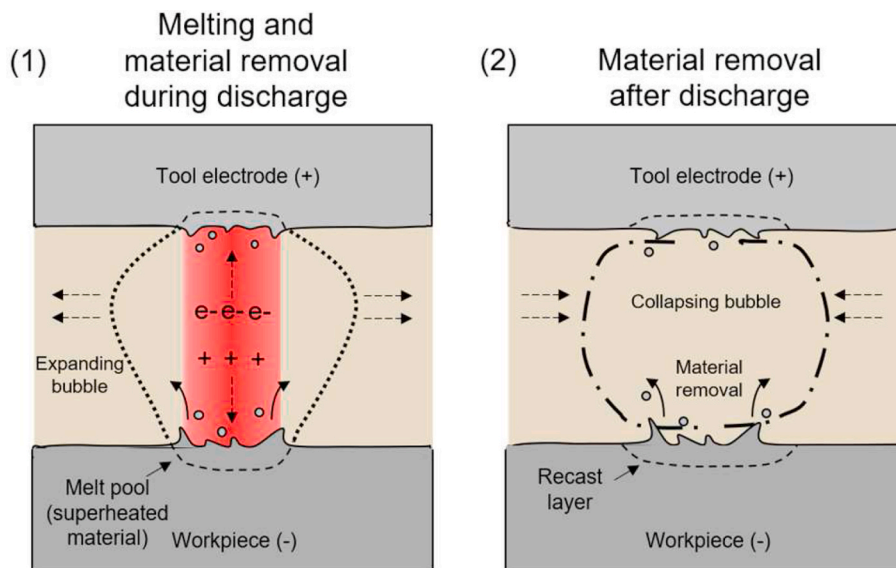 (1)
Melting and
material removal
during discharge
Tool electrode (+)
e- e- e-
+ + +
Expanding
bubble
Melt pool
(superheated
material)
Workpiece (-)
(2)
Material removal
after discharge
Tool electrode (+)
Collapsing bubble
Material
removal
Recast
layer
Workpiece (-)